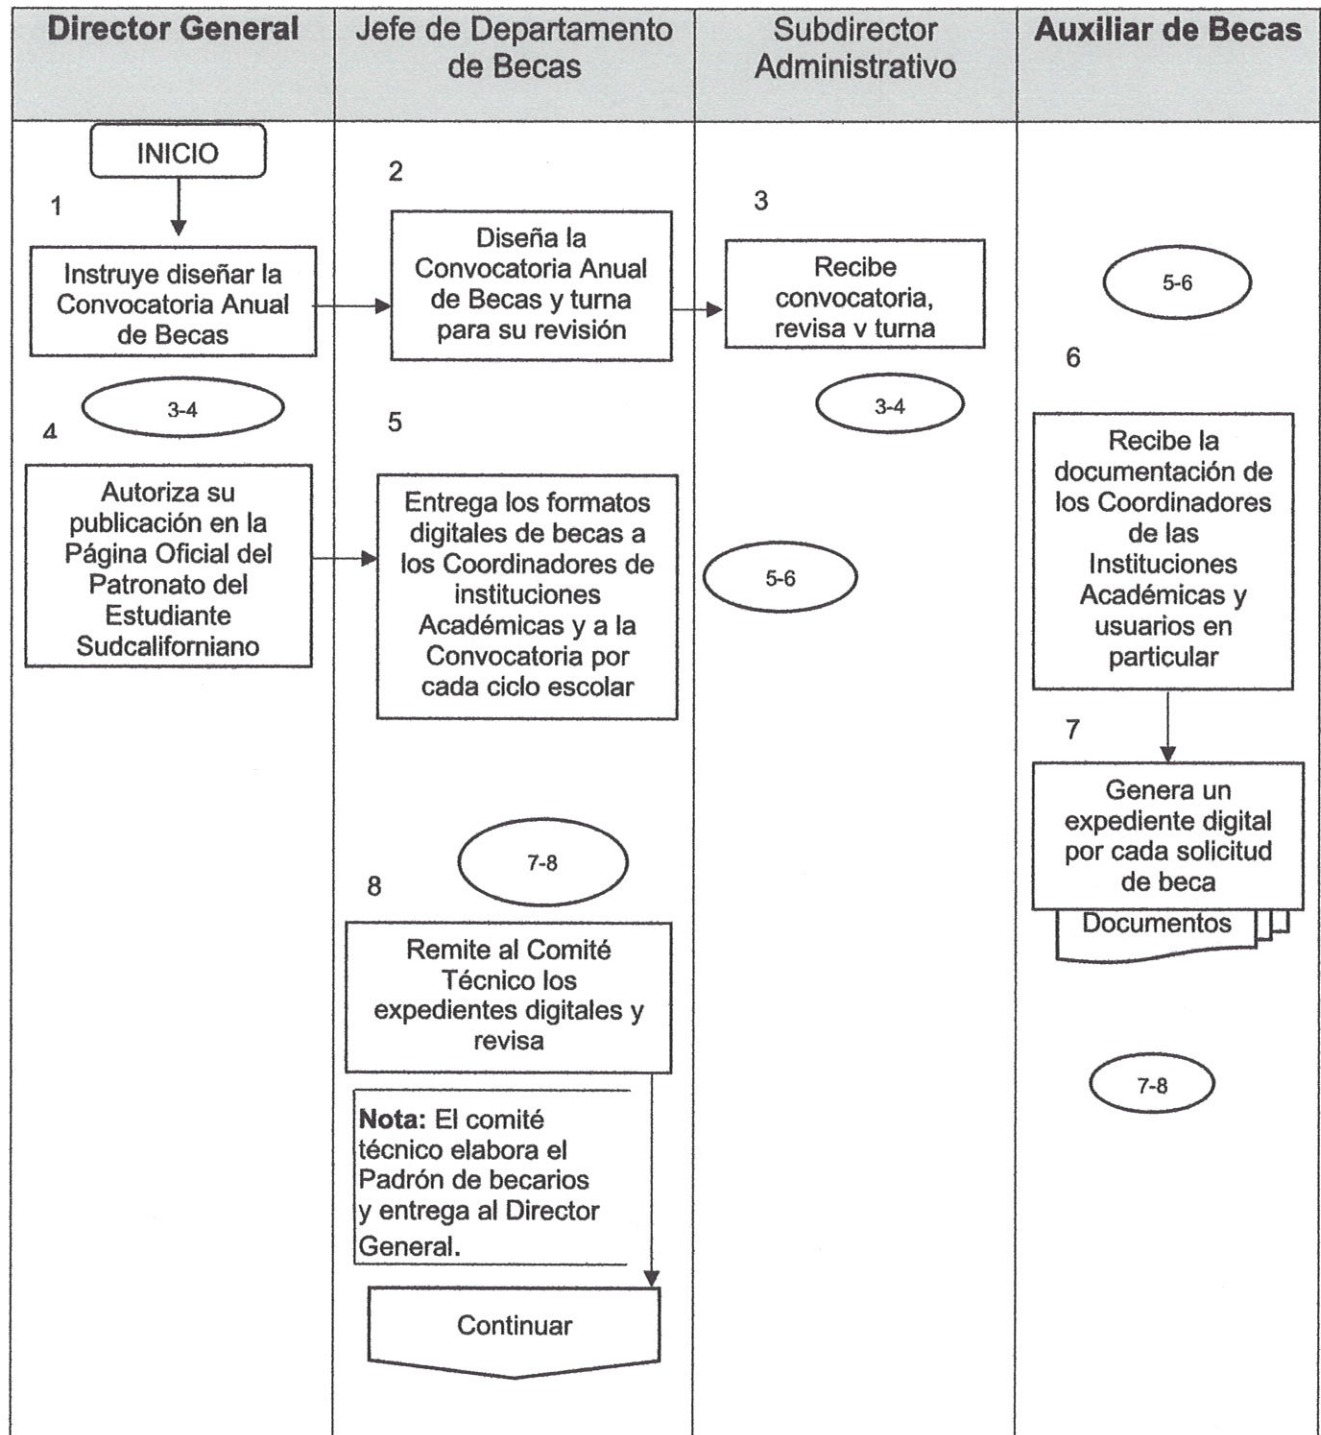 Director General
Jefe de Departamento
de Becas
Subdirector
Administrativo
Auxiliar de Becas
INICIO
1
Instruye diseñar la
Convocatoria Anual
de Becas
2
Diseña la
Convocatoria Anual
de Becas y turna
para su revisión
3
Recibe
convocatoria,
revisa v turna
3-4
3-4
4
Autoriza su
publicación en la
Página Oficial del
Patronato del
Estudiante
Sudcaliforniano
5
Entrega los formatos
digitales de becas a
los Coordinadores de
instituciones
Académicas y a la
Convocatoria por
cada ciclo escolar
5-6
5-6
6
Recibe la
documentación de
los Coordinadores
de las
Instituciones
Académicas y
usuarios en
particular
7
Genera un
expediente digital
por cada solicitud
de beca
Documentos
7-8
7-8
8
Remite al Comité
Técnico los
expedientes digitales y
revisa
Nota: El comité
técnico elabora el
Padrón de becarios
y entrega al Director
General.
Continuar